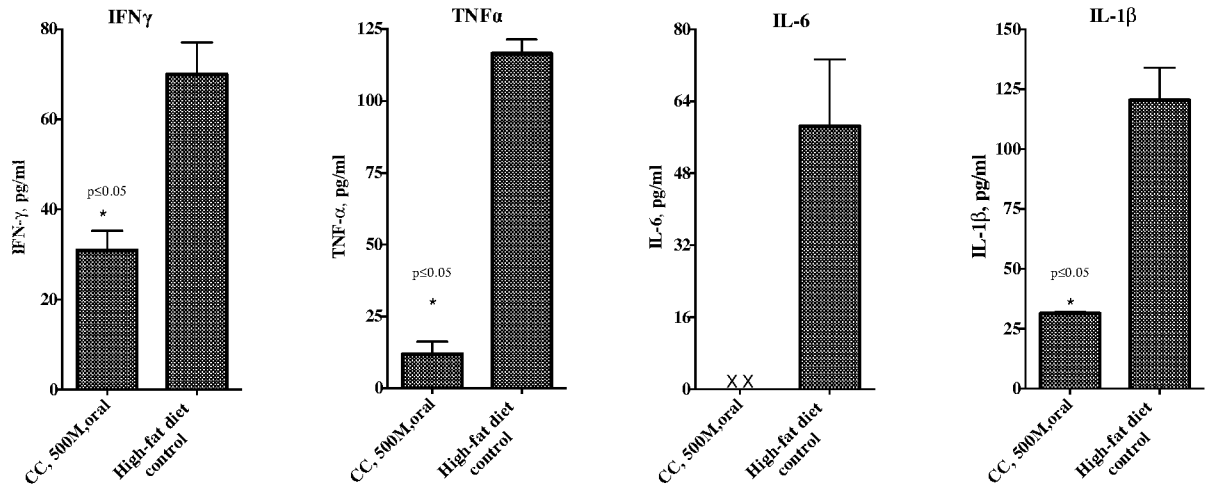 IFNγ
80
60
40
20
0
IFN-γ, pg/ml
p≤0.05
*
CC, 500M,oral
High-fat diet
control
TNFα
125
100
75
50
25
0
TNF-α, pg/ml
p≤0.05
*
CC, 500M,oral
High-fat diet
control
IL-6
80
64
48
32
16
0
IL-6, pg/ml
X X
CC, 500M,oral
High-fat diet
control
IL-1β
150
125
150
75
50
25
0
IL-1β, pg/ml
p≤0.05
*
CC, 500M,oral
High-fat diet
control